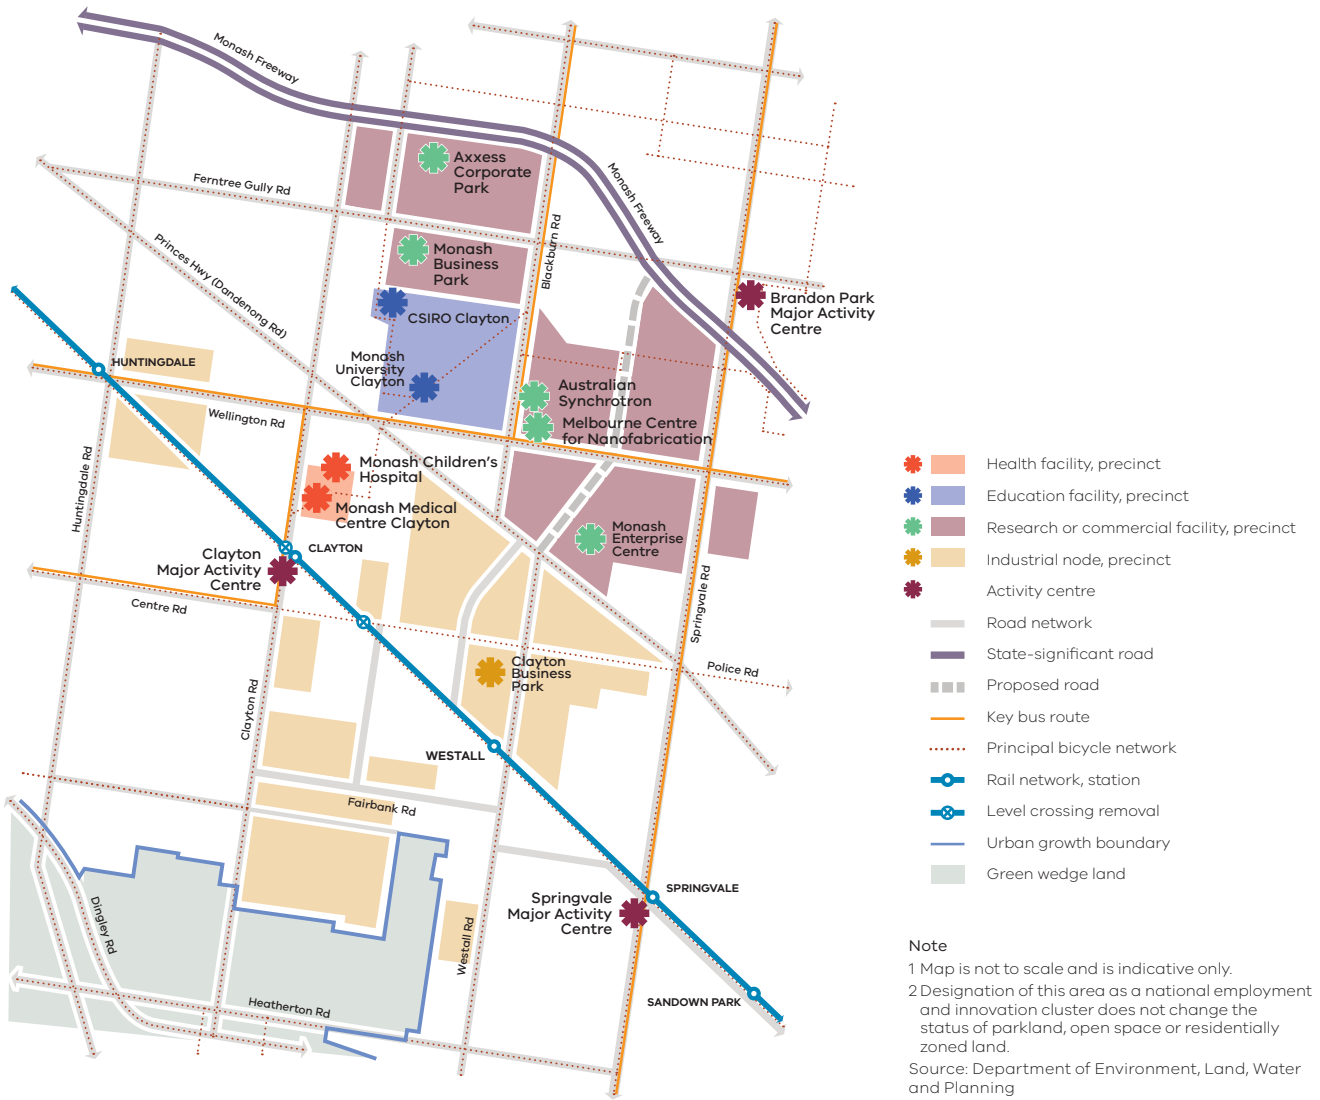 Monash Freeway
Axxess
Corporate
Park
Ferntree Gully Rd
Monash Freeway
Blackburn Rd
Princes Hwy (Dandenong Rd)
Monash
Business
Park
CSIRO Clayton
Brandon Park
Major Activity
Centre
HUNTINGDALE
Monash
University
Clayton
Australian
Synchrotron
Wellington Rd
Melbourne Centre
for Nanofabrication
Huntingdale Rd
Monash Children's
Hospital
Monash Medical
Centre Clayton
Monash
Enterprise
Centre
CLAYTON
Clayton
Major Activity
Centre
Centre Rd
Springvale Rd
Police Rd
Clayton
Business
Park
Clayton Rd
WESTALL
Fairbank Rd
Dingley Rd
Westall Rd
SPRINGVALE
Springvale
Major Activity
Centre
SANDOWN PARK
Heatherton Rd
Health facility, precinct
Education facility, precinct
Research or commercial facility, precinct
Industrial node, precinct
Activity centre
Road network
State-significant road
Proposed road
Key bus route
Principal bicycle network
Rail network, station
Level crossing removal
Urban growth boundary
Green wedge land
Note
1 Map is not to scale and is indicative only.
2 Designation of this area as a national employment
and innovation cluster does not change the
status of parkland, open space or residentially
zoned land.
Source: Department of Environment, Land, Water
and Planning